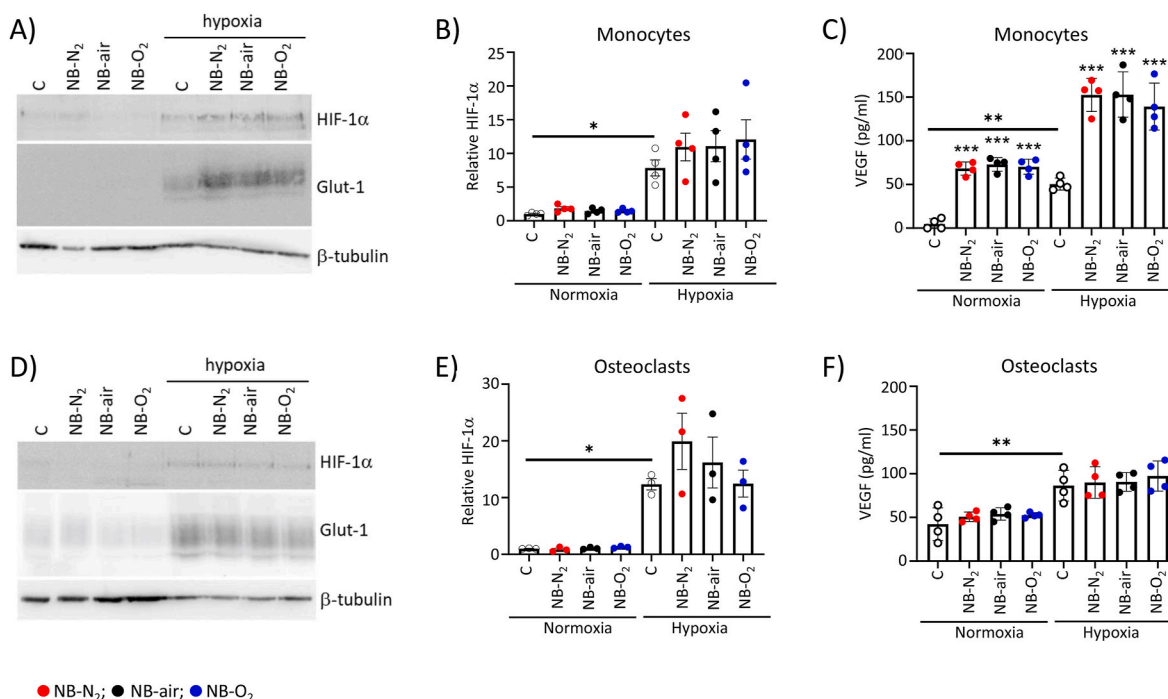 A)
hypoxia
C NB-N₂ NB-air NB-O₂ C NB-N₂ NB-air NB-O₂
HIF-1α
Glut-1
β-tubulin
B)
Monocytes
Relative HIF-1α
25
20
15
10
5
0
*
C NB-N₂ NB-air NB-O₂ C NB-N₂ NB-air NB-O₂
Normoxia Hypoxia
C)
Monocytes
VEGF (pg/ml)
200
150
100
50
0
*** *** ***
**
*** *** ***
C NB-N₂ NB-air NB-O₂ C NB-N₂ NB-air NB-O₂
Normoxia Hypoxia
D)
hypoxia
C NB-N₂ NB-air NB-O₂ C NB-N₂ NB-air NB-O₂
HIF-1α
Glut-1
β-tubulin
E)
Osteoclasts
Relative HIF-1α
30
20
10
0
*
C NB-N₂ NB-air NB-O₂ C NB-N₂ NB-air NB-O₂
Normoxia Hypoxia
F)
Osteoclasts
VEGF (pg/ml)
200
150
100
50
0
**
C NB-N₂ NB-air NB-O₂ C NB-N₂ NB-air NB-O₂
Normoxia Hypoxia
NB-N₂; NB-air; NB-O₂